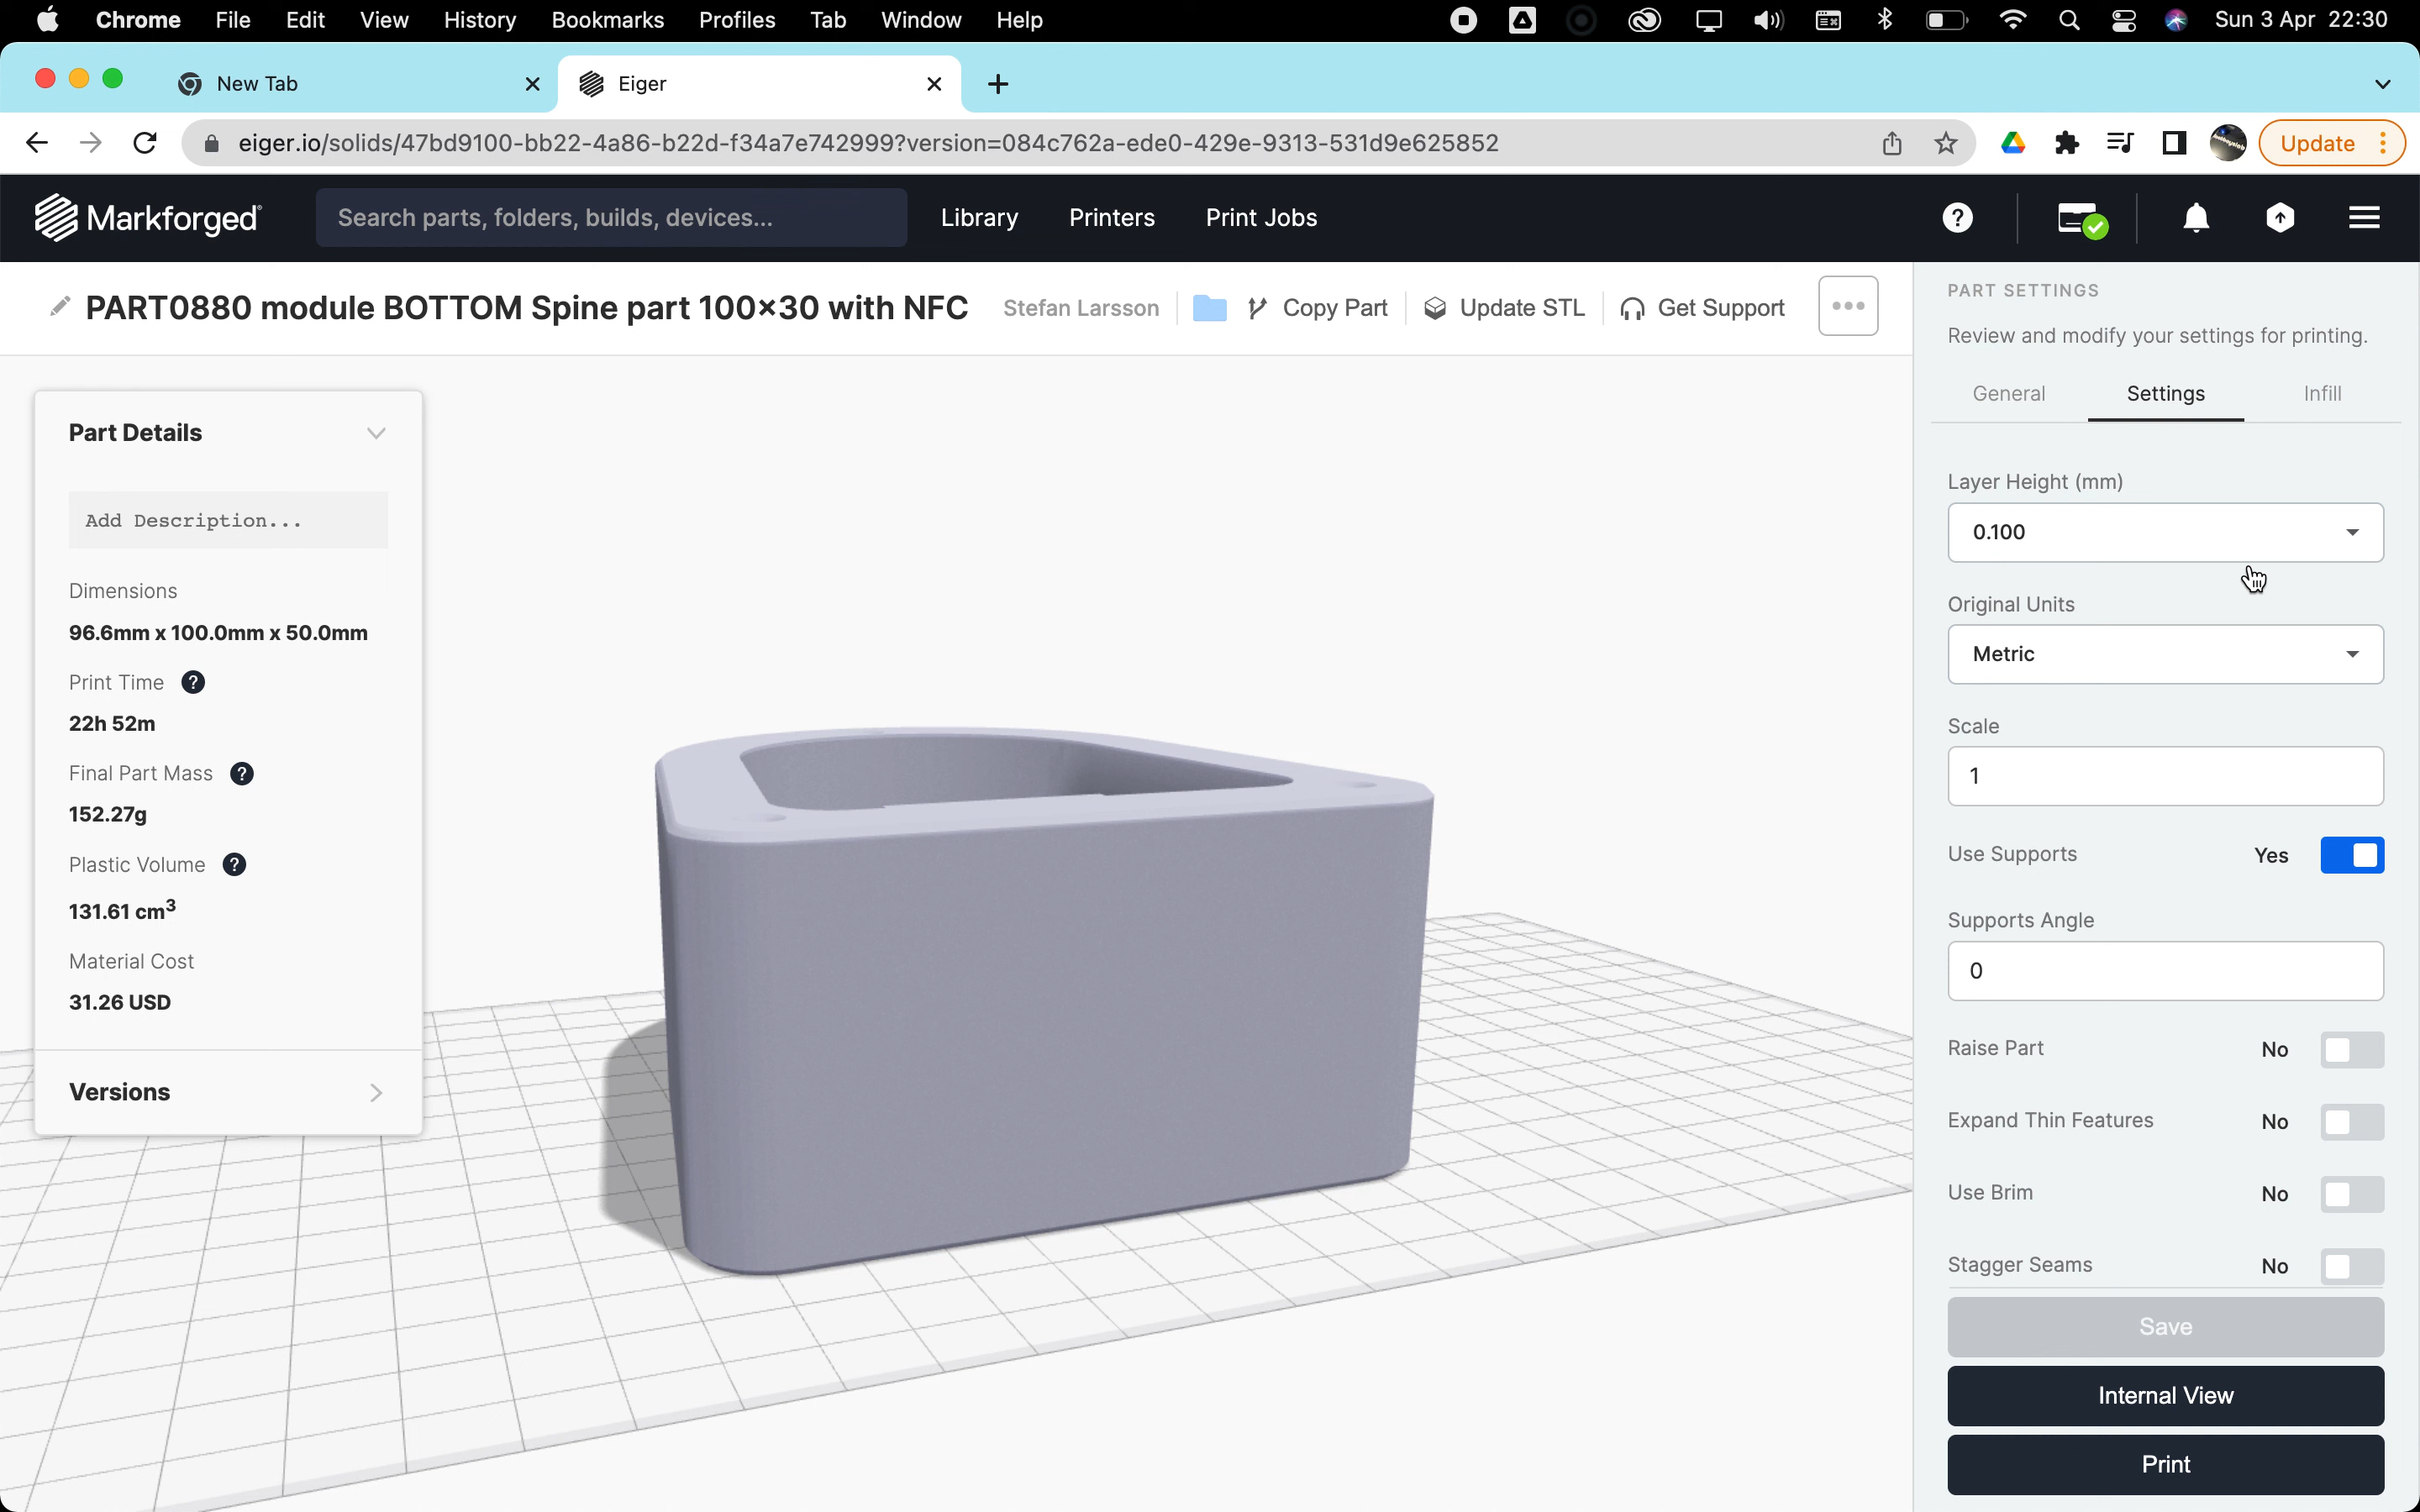 Chrome File Edit View History Bookmarks Profiles Tab Window Help Sun 3 Apr 22:30
New Tab Eiger
eiger.io/solids/47bd9100-bb22-4a86-b22d-f34a7e742999?version=084c762a-ede0-429e-9313-531d9e625852 Update
Markforged Search parts, folders, builds, devices... Library Printers Print Jobs
PART0880 module BOTTOM Spine part 100×30 with NFC Stefan Larsson Copy Part Update STL Get Support
Part Details
Add Description...
Dimensions
96.6mm x 100.0mm x 50.0mm
Print Time ?
22h 52m
Final Part Mass ?
152.27g
Plastic Volume ?
131.61 cm³
Material Cost
31.26 USD
Versions
PART SETTINGS
Review and modify your settings for printing.
General Settings Infill
Layer Height (mm)
0.100
Original Units
Metric
Scale
1
Use Supports Yes
Supports Angle
0
Raise Part No
Expand Thin Features No
Use Brim No
Stagger Seams No
Save
Internal View
Print